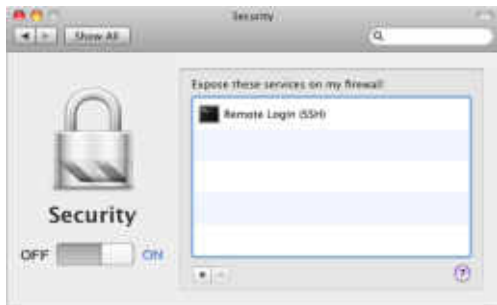 Security
Show All
Expose these services on my firewall:
Remote Login (SSH)
Security
OFF ON